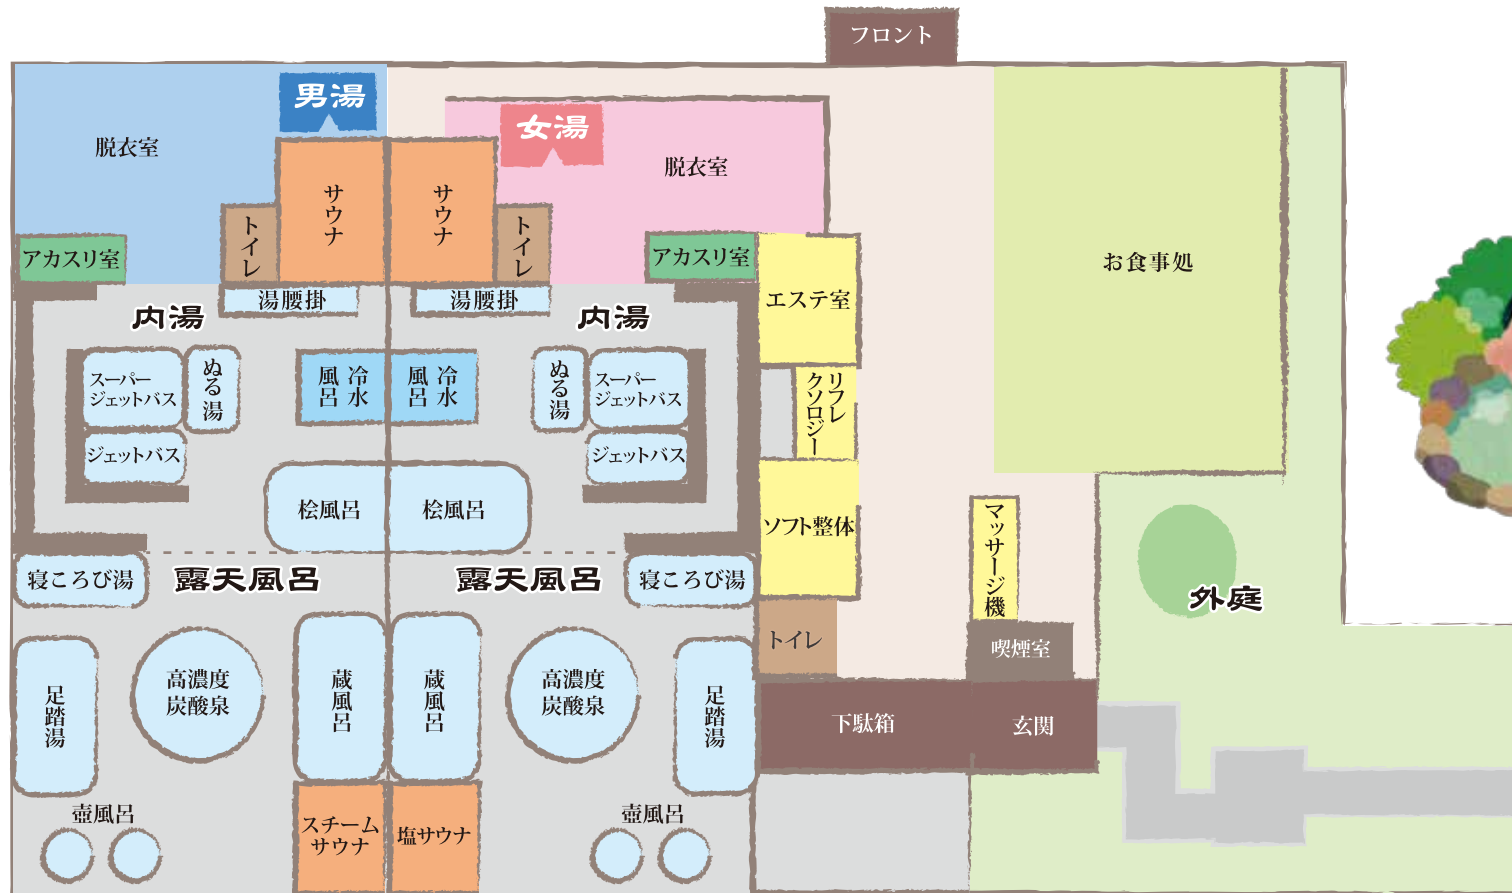 フロント
男湯
女湯
脱衣室
脱衣室
サウナ
サウナ
トイレ
トイレ
アカスリ室
アカスリ室
湯腰掛
湯腰掛
エステ室
お食事処
内湯
内湯
スーパー
ジェットバス
ぬる湯
冷水
風呂
冷水
風呂
ぬる湯
スーパー
ジェットバス
リフレ
クソロジー
ジェットバス
ジェットバス
桧風呂
桧風呂
ソフト整体
マッサージ機
寝ころび湯
露天風呂
露天風呂
寝ころび湯
外庭
トイレ
喫煙室
足踏湯
高濃度
炭酸泉
蔵風呂
蔵風呂
高濃度
炭酸泉
足踏湯
下駄箱
玄関
壺風呂
壺風呂
スチーム
サウナ
塩サウナ